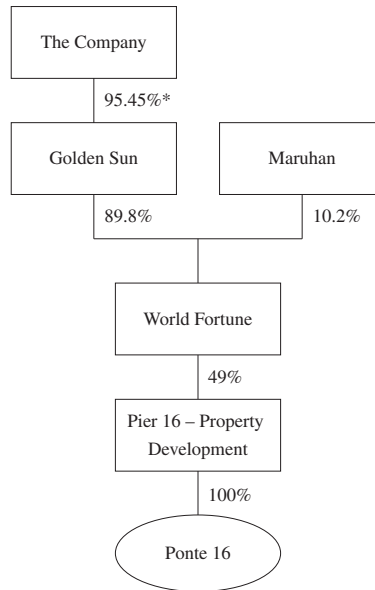 The Company
95.45%*
Golden Sun
Maruhan
89.8%
10.2%
World Fortune
49%
Pier 16 – Property
Development
100%
Ponte 16